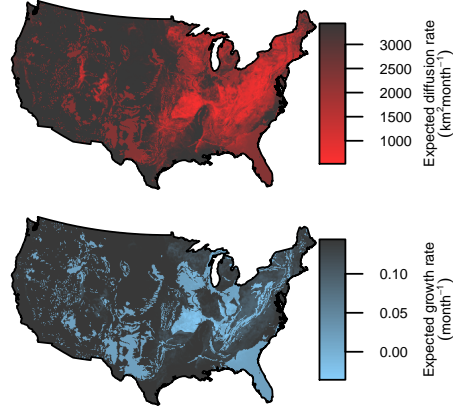 3000
2500
2000
1500
1000
Expected diffusion rate
(km²month⁻¹)
0.10
0.05
0.00
Expected growth rate
(month⁻¹)